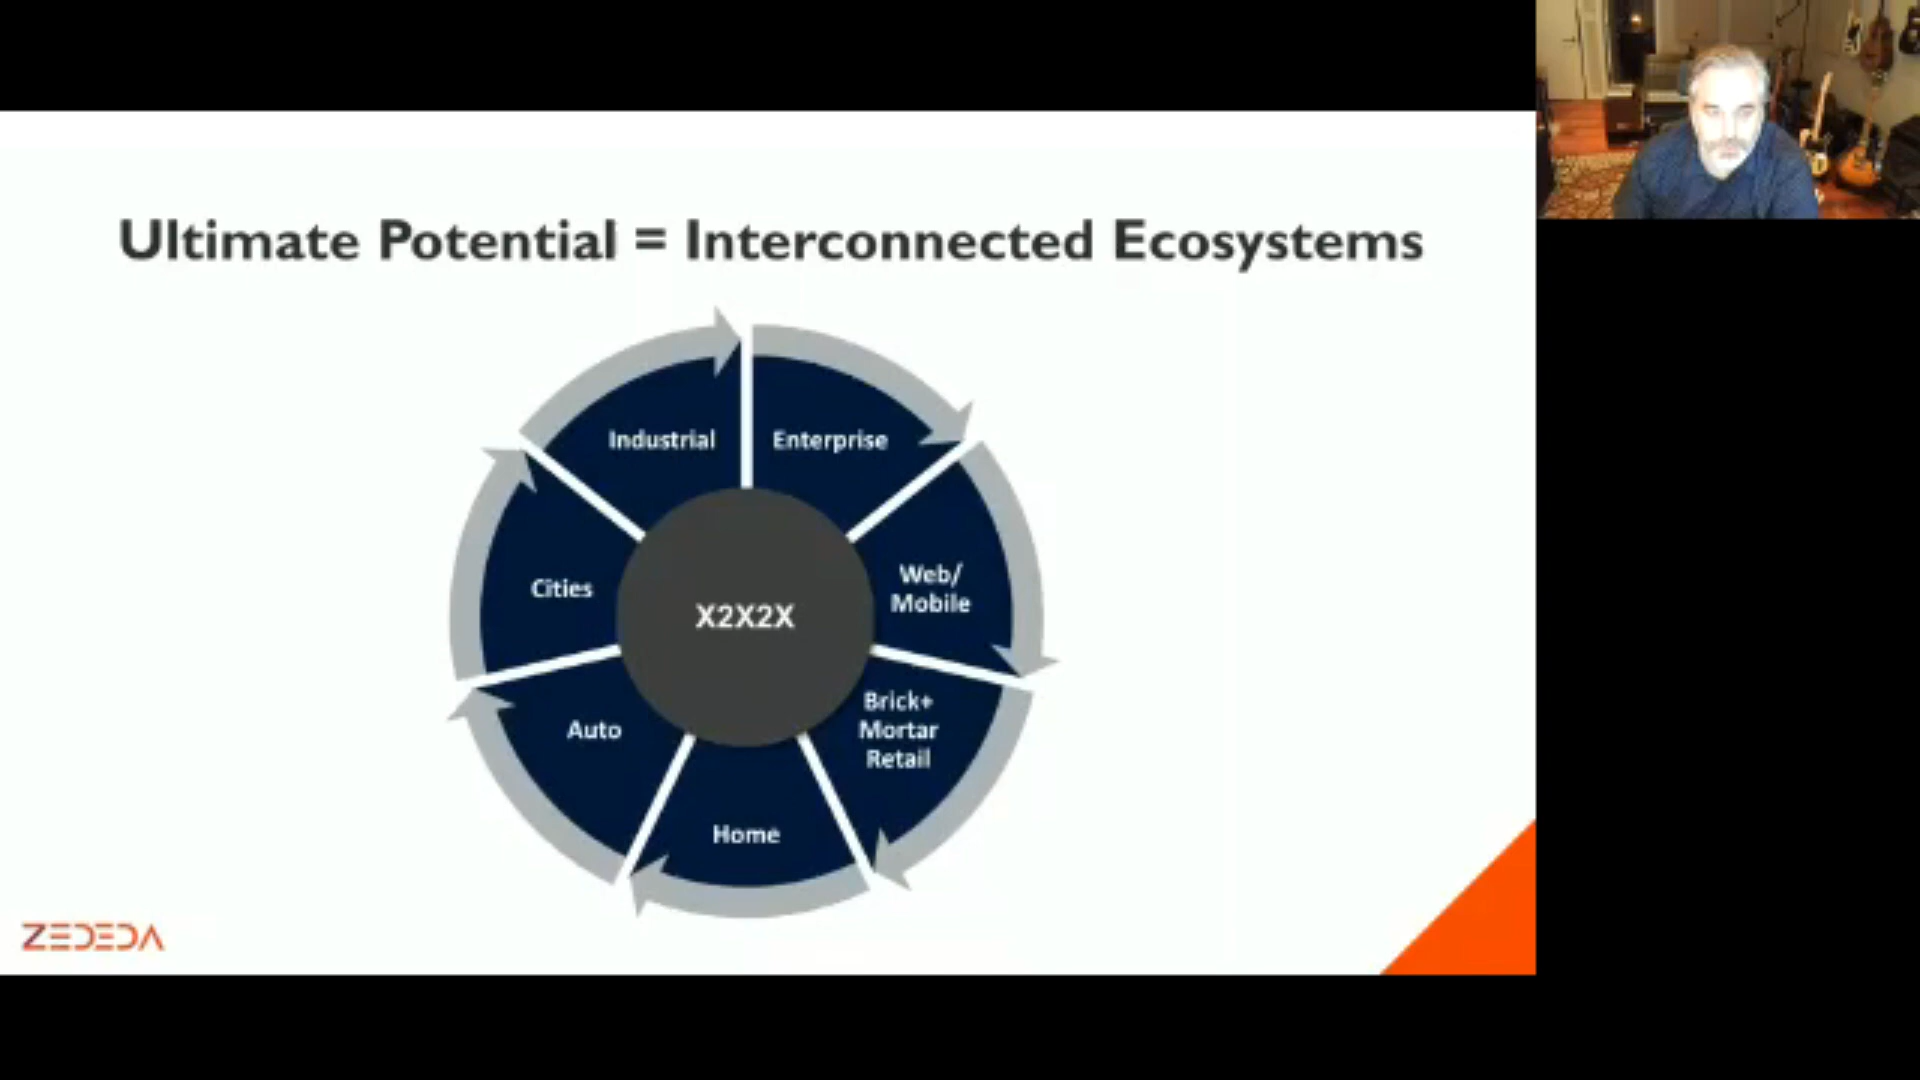 Ultimate Potential = Interconnected Ecosystems
Industrial
Enterprise
Cities
Web/
Mobile
X2X2X
Auto
Brick+
Mortar
Retail
Home
ZEDEDA